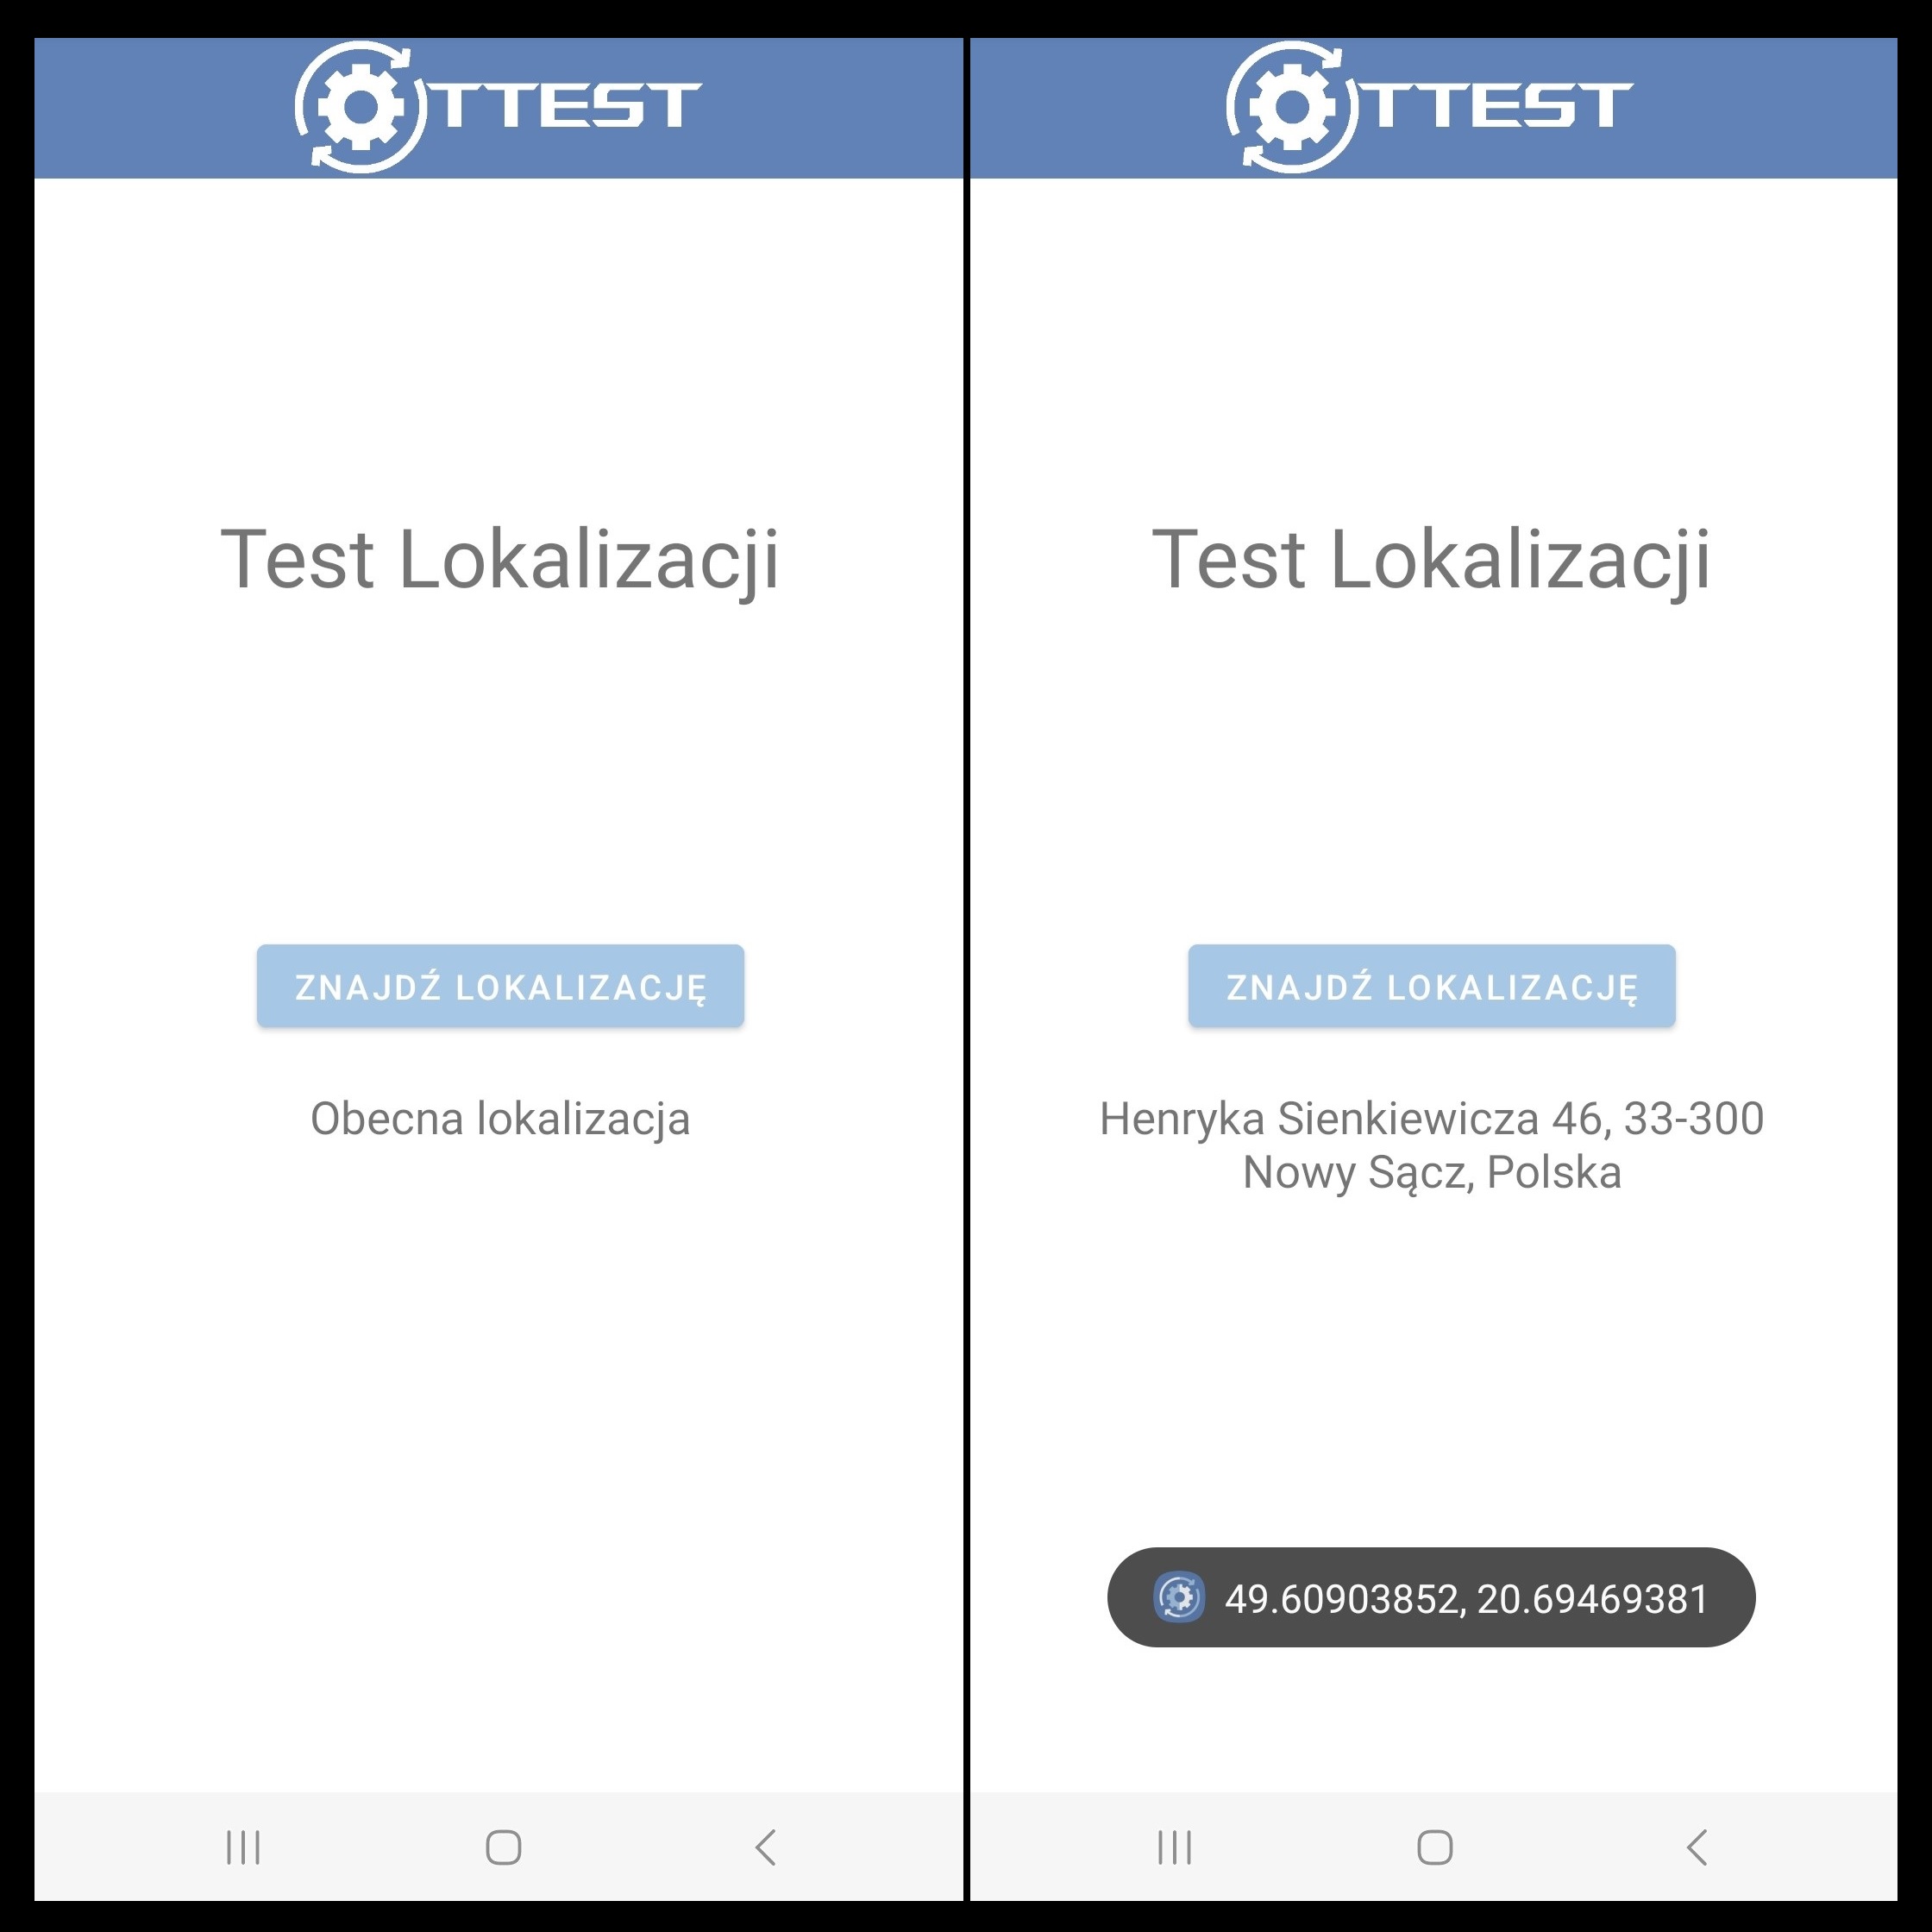 TTEST
Test Lokalizacji
ZNAJDŹ LOKALIZACJĘ
Obecna lokalizacja
TTEST
Test Lokalizacji
ZNAJDŹ LOKALIZACJĘ
Henryka Sienkiewicza 46, 33-300
Nowy Sącz, Polska
49.60903852, 20.69469381